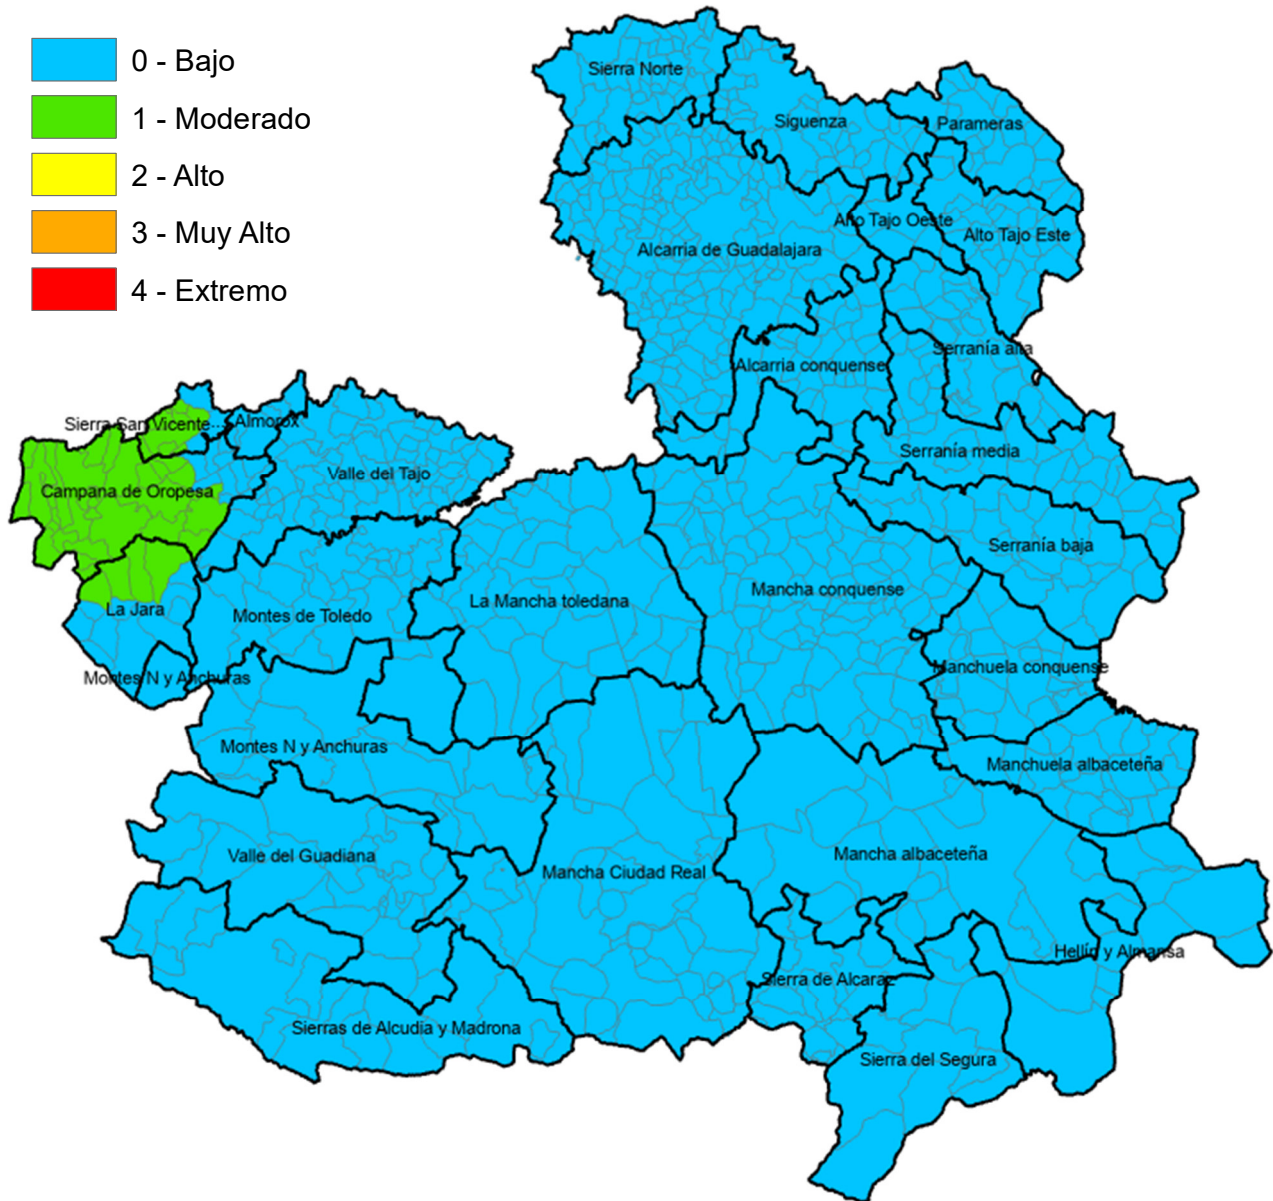 0 - Bajo
1 - Moderado
2 - Alto
3 - Muy Alto
4 - Extremo
Sierra Norte
Siguenza
Parameras
Alto Tajo Oeste
Alto Tajo Este
Alcarria de Guadalajara
Serranía alta
Alcarria conquense
Sierra San Vicente...
Almorox
Serranía media
Valle del Tajo
Campana de Oropesa
Serranía baja
Mancha conquense
La Mancha toledana
La Jara
Montes de Toledo
Manchuela conquense
Montes N y Anchuras
Montes N y Anchuras
Manchuela albaceteña
Valle del Guadiana
Mancha albaceteña
Mancha Ciudad Real
Hellín y Almansa
Sierra de Alcaraz
Sierras de Alcudia y Madrona
Sierra del Segura